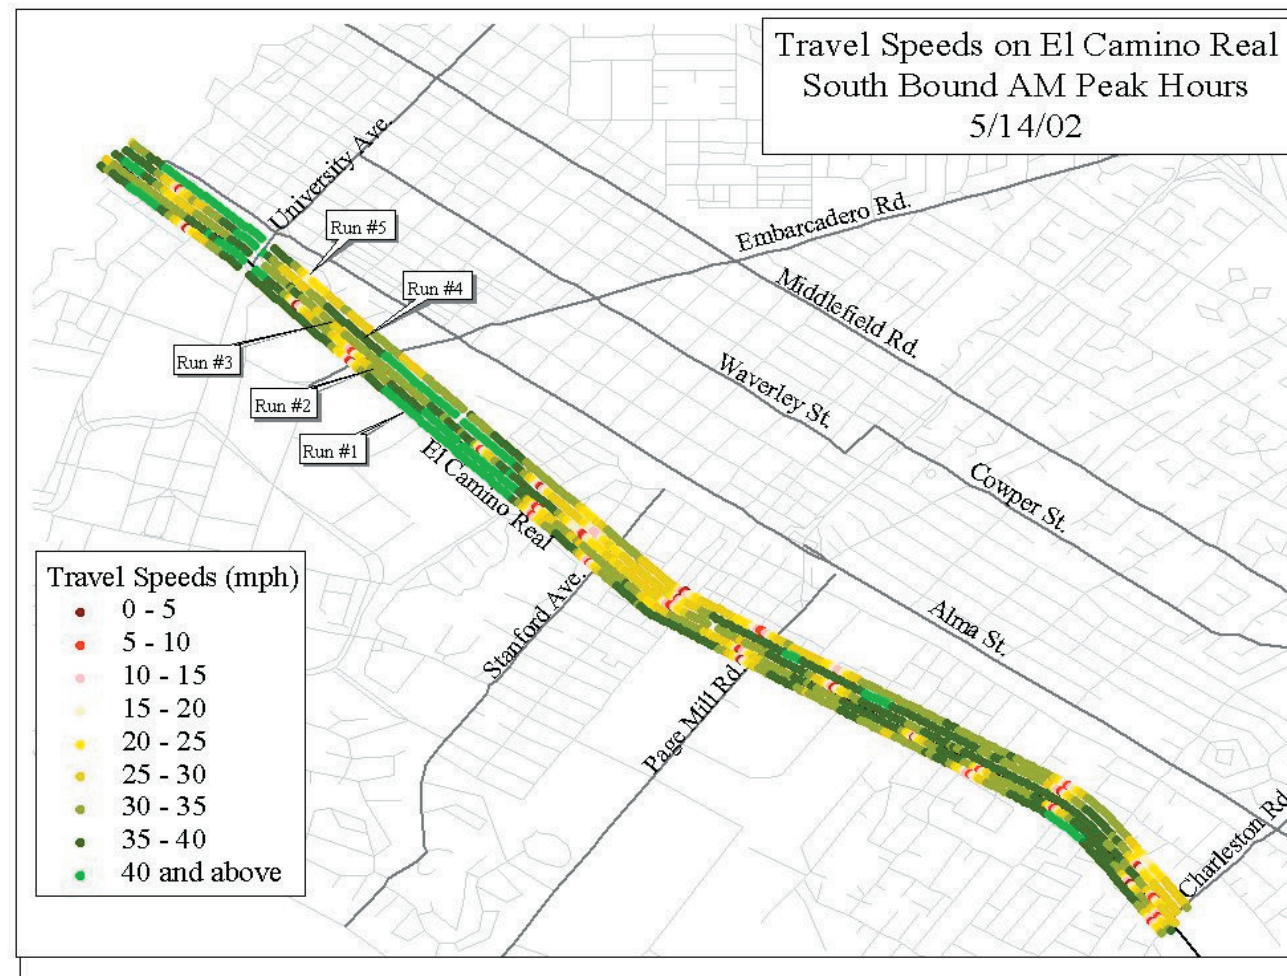 Travel Speeds on El Camino Real
South Bound AM Peak Hours
5/14/02
University Ave.
Embarcadero Rd.
Run #5
Run #4
Middlefield Rd.
Run #3
Waverley St.
Run #2
Run #1
El Camino Real
Cowper St.
Stanford Ave.
Alma St.
Page Mill Rd.
Charleston Rd.
Travel Speeds (mph)
0 - 5
5 - 10
10 - 15
15 - 20
20 - 25
25 - 30
30 - 35
35 - 40
40 and above